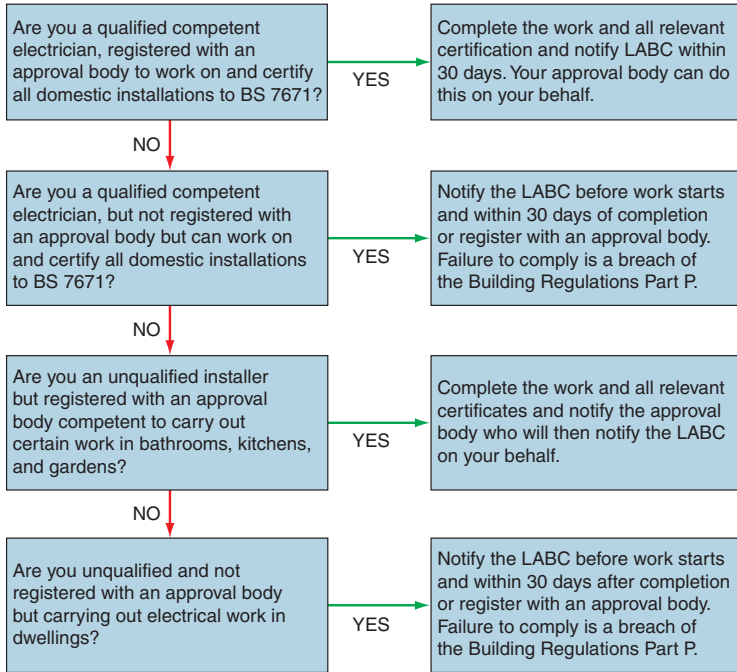 Are you a qualified competent
electrician, registered with an
approval body to work on and certify
all domestic installations to BS 7671?
YES
Complete the work and all relevant
certification and notify LABC within
30 days. Your approval body can do
this on your behalf.
NO
Are you a qualified competent
electrician, but not registered with
an approval body but can work on
and certify all domestic installations
to BS 7671?
YES
Notify the LABC before work starts
and within 30 days of completion
or register with an approval body.
Failure to comply is a breach of
the Building Regulations Part P.
NO
Are you an unqualified installer
but registered with an approval
body competent to carry out
certain work in bathrooms, kitchens,
and gardens?
YES
Complete the work and all relevant
certificates and notify the approval
body who will then notify the LABC
on your behalf.
NO
Are you unqualified and not
registered with an approval body
but carrying out electrical work in
dwellings?
YES
Notify the LABC before work starts
and within 30 days after completion
or register with an approval body.
Failure to comply is a breach of
the Building Regulations Part P.